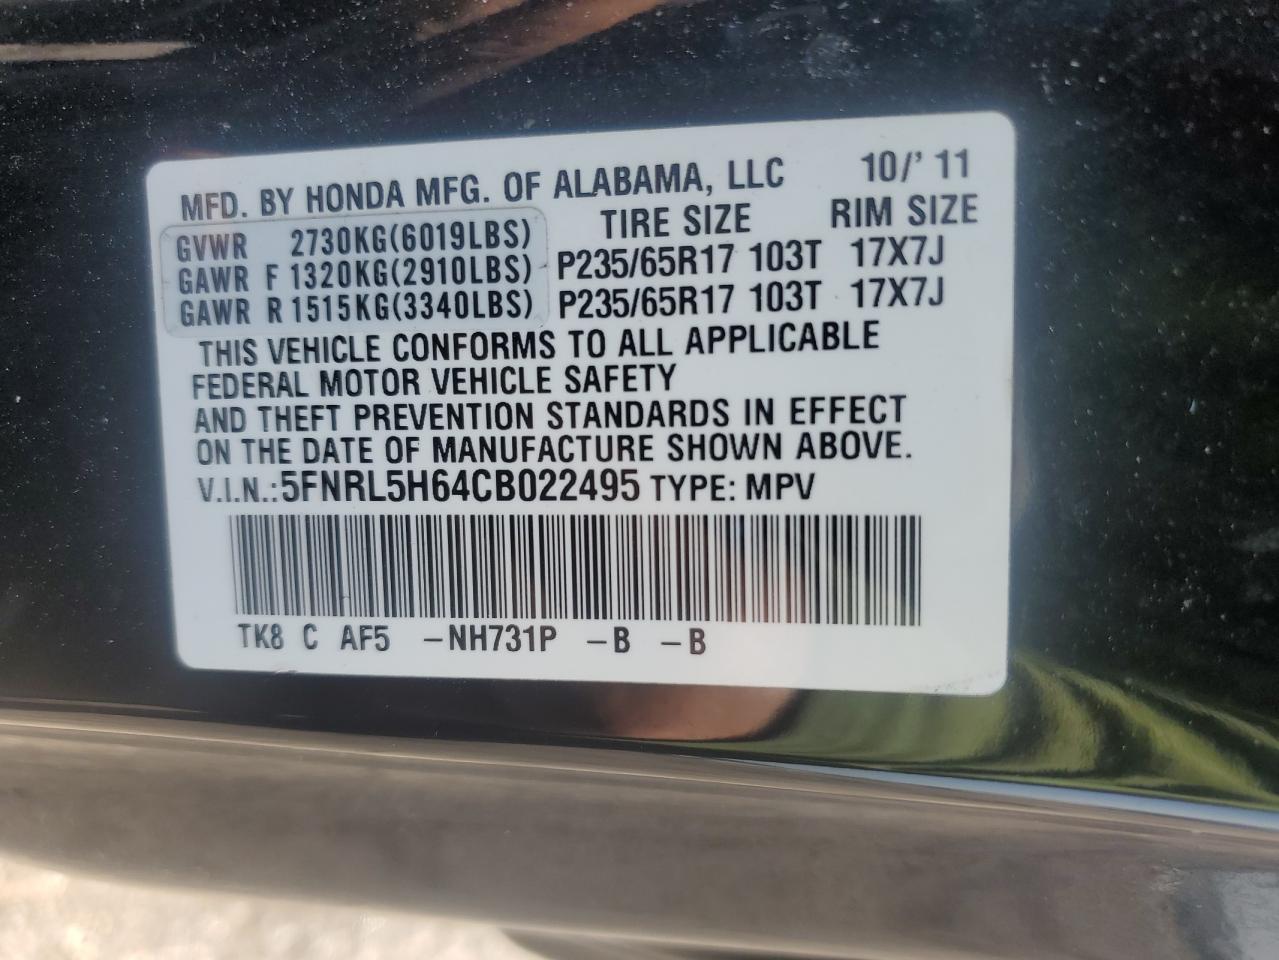 MFD. BY HONDA MFG. OF ALABAMA, LLC 10/' 11
TIRE SIZE RIM SIZE
GVWR 2730KG(6019LBS)
GAWR F 1320KG(2910LBS) P235/65R17 103T 17X7J
GAWR R 1515KG(3340LBS) P235/65R17 103T 17X7J
THIS VEHICLE CONFORMS TO ALL APPLICABLE
FEDERAL MOTOR VEHICLE SAFETY
AND THEFT PREVENTION STANDARDS IN EFFECT
ON THE DATE OF MANUFACTURE SHOWN ABOVE.
V.I.N.: 5FNRL5H64CB022495 TYPE: MPV
TK8 C AF5 –NH731P –B –B